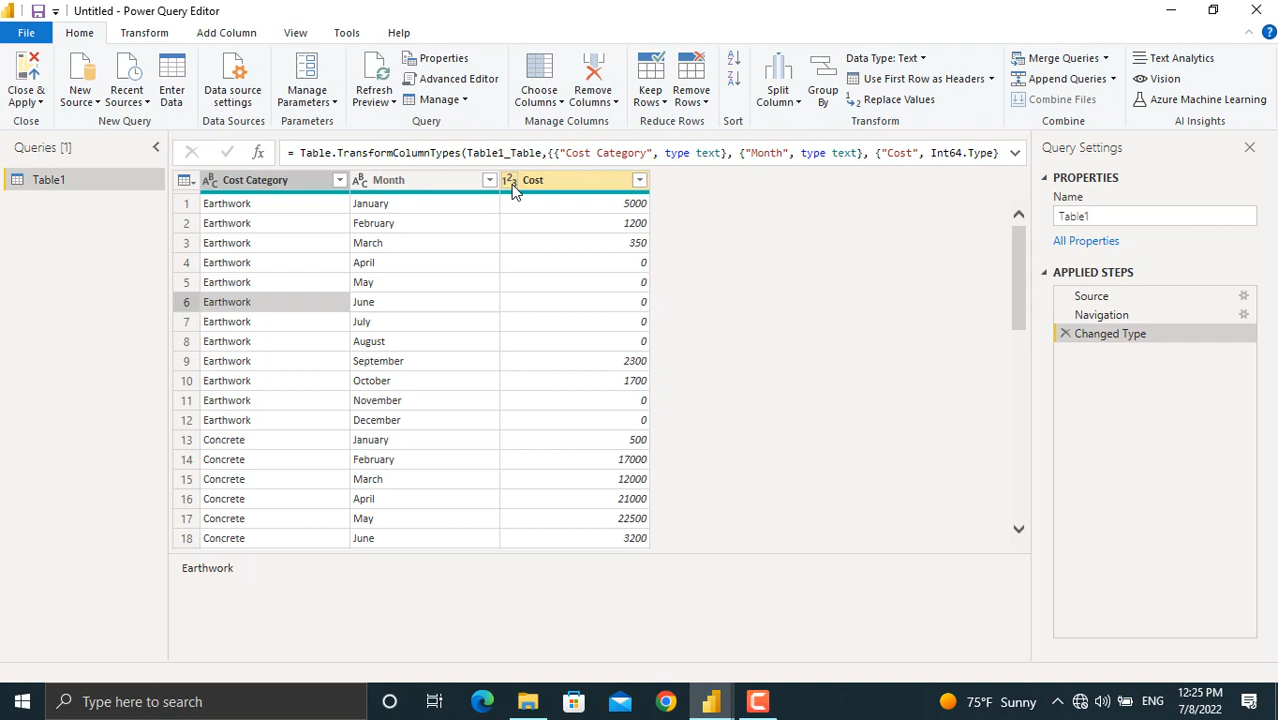 Untitled - Power Query Editor
File
Home
Transform
Add Column
View
Tools
Help
Close & Apply
New Source
Recent Sources
Enter Data
Data source settings
Manage Parameters
Refresh Preview
Properties
Advanced Editor
Manage
Choose Columns
Remove Columns
Keep Rows
Remove Rows
Split Column
Group By
Data Type: Text
Use First Row as Headers
Replace Values
Merge Queries
Append Queries
Combine Files
Text Analytics
Vision
Azure Machine Learning
Close
New Query
Data Sources
Parameters
Query
Manage Columns
Reduce Rows
Sort
Transform
Combine
AI Insights
Queries [1]
Table1
= Table.TransformColumnTypes(Table1_Table,{{"Cost Category", type text}, {"Month", type text}, {"Cost", Int64.Type}
Cost Category Month Cost
1 Earthwork January 5000
2 Earthwork February 1200
3 Earthwork March 350
4 Earthwork April 0
5 Earthwork May 0
6 Earthwork June 0
7 Earthwork July 0
8 Earthwork August 0
9 Earthwork September 2300
10 Earthwork October 1700
11 Earthwork November 0
12 Earthwork December 0
13 Concrete January 500
14 Concrete February 17000
15 Concrete March 12000
16 Concrete April 21000
17 Concrete May 22500
18 Concrete June 3200
Earthwork
Query Settings
PROPERTIES
Name
Table1
All Properties
APPLIED STEPS
Source
Navigation
Changed Type
Type here to search
75°F Sunny
ENG
12:25 PM
7/8/2022